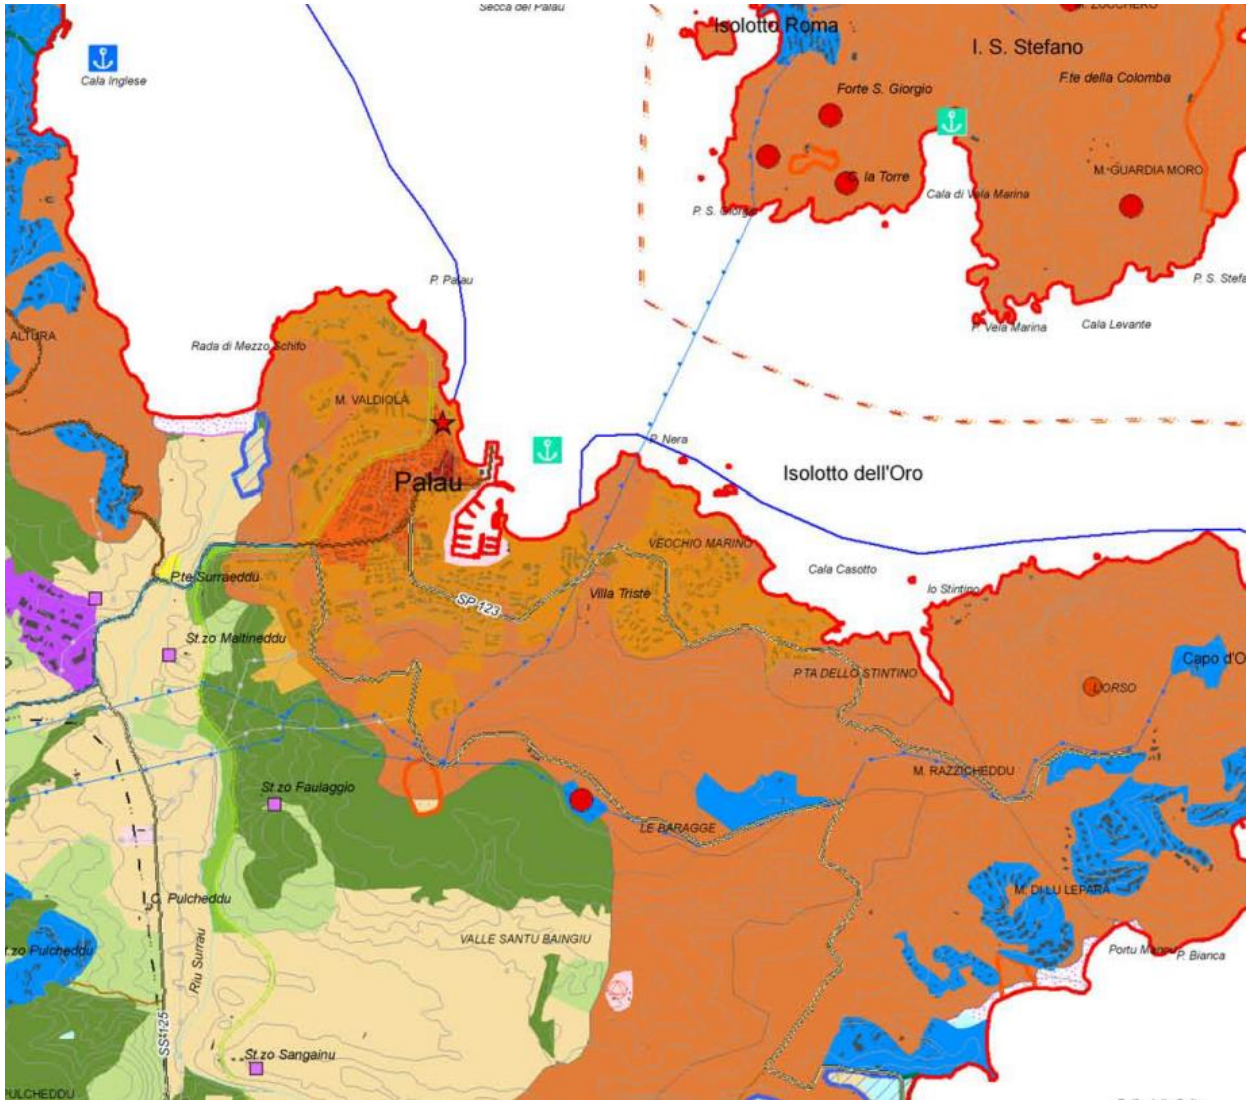 Secca del Palau
Isolotto Roma
M. ZUCCHERO
I. S. Stefano
Cala Inglese
F.te della Colomba
Forte S. Giorgio
M. GUARDIA MORO
la Torre
Cala di Vela Marina
P. S. Giorgio
P. Palau
P. S. Stefa
P. Vela Marina
Cala Levante
ALTURA
Rada di Mezzo Schifo
M. VALDIOLA
P. Nera
Palau
Isolotto dell'Oro
VECCHIO MARINO
Cala Casotto
P.te Surraeddu
lo Stintino
Villa Triste
SP 123
St.zo Maltineddu
Capo d'O
P.TA DELLO STINTINO
L'ORSO
M. RAZZICHEDDU
St.zo Faulaggio
LE BARAGGE
M. DI LU LEPARA
C. Pulcheddu
VALLE SANTU BAINGIU
t.zo Pulcheddu
P. Bianca
Riu Surrau
SS 125
St.zo Sangainu
PULCHEDDU